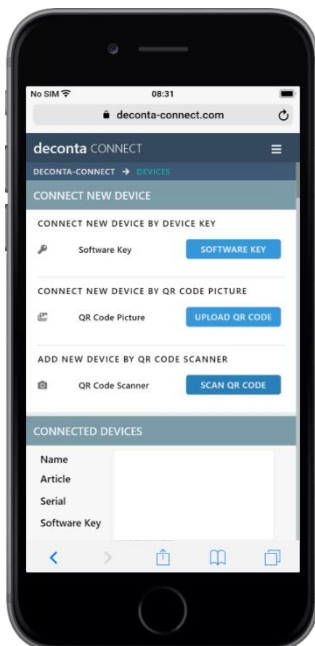 No SIM 08:31
deconta-connect.com
deconta CONNECT
DECONTA-CONNECT → DEVICES
CONNECT NEW DEVICE
CONNECT NEW DEVICE BY DEVICE KEY
Software Key SOFTWARE KEY
CONNECT NEW DEVICE BY QR CODE PICTURE
QR Code Picture UPLOAD QR CODE
ADD NEW DEVICE BY QR CODE SCANNER
QR Code Scanner SCAN QR CODE
CONNECTED DEVICES
Name
Article
Serial
Software Key